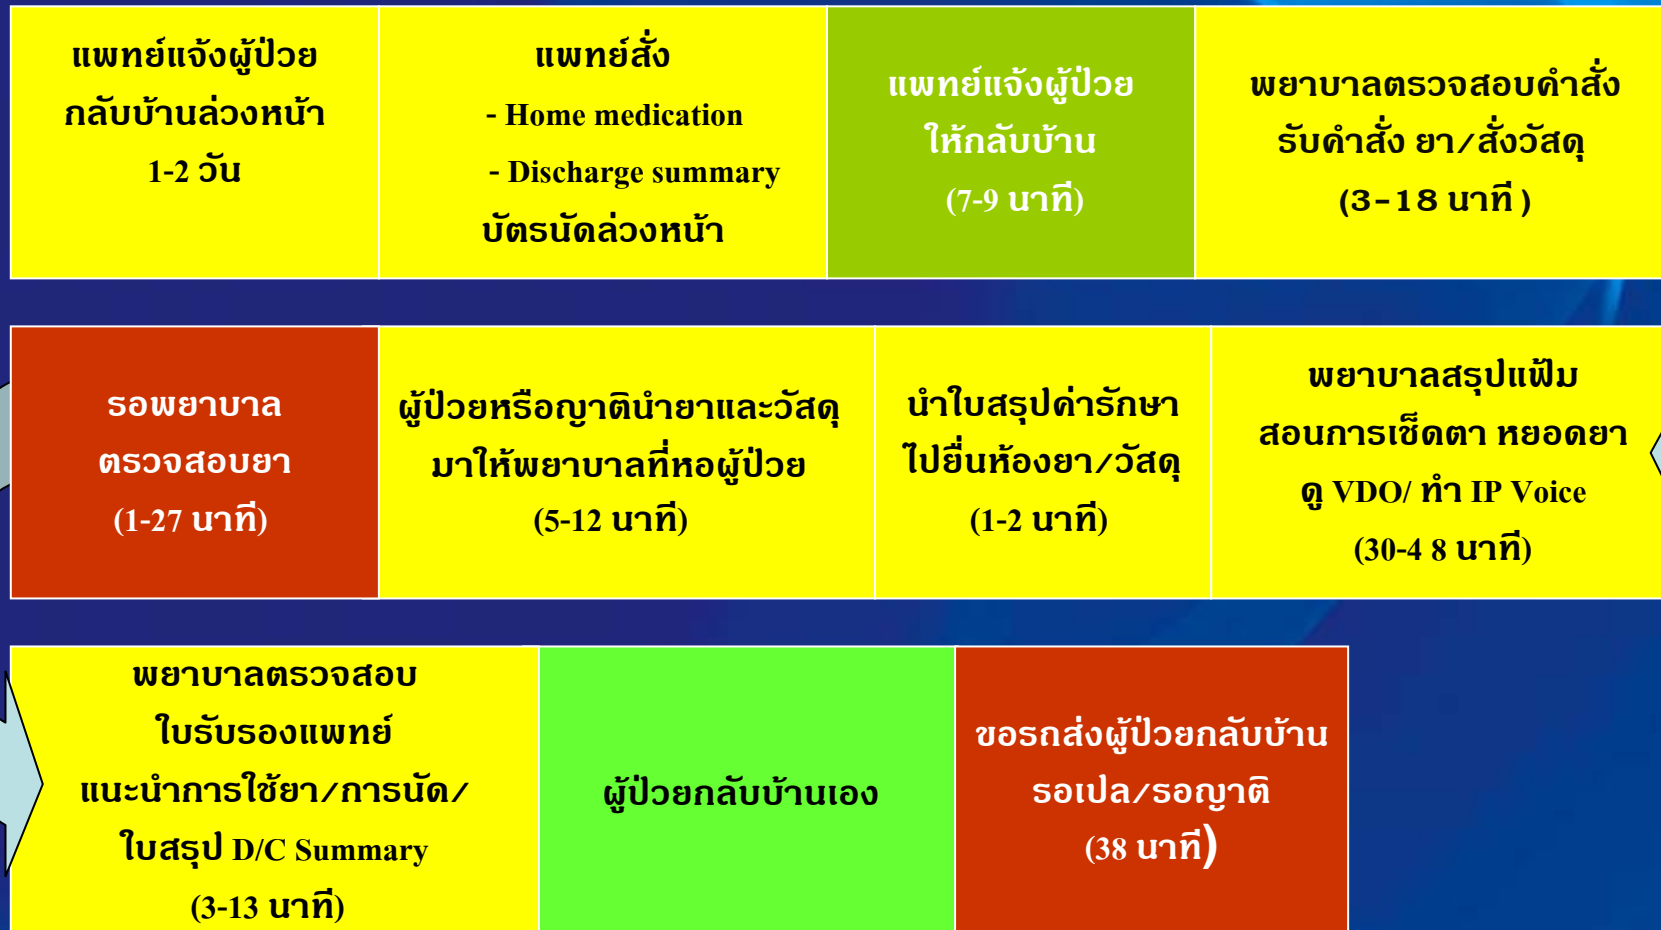 แพทย์แจ้งผู้ป่วย
กลับบ้านล่วงหน้า
1-2 วัน
แพทย์สั่ง
- Home medication
- Discharge summary
บัตรนัดล่วงหน้า
แพทย์แจ้งผู้ป่วย
ให้กลับบ้าน
(7-9 นาที)
พยาบาลตรวจสอบคำสั่ง
รับคำสั่ง ยา/สั่งวัสดุ
(3-18 นาที )
รอพยาบาล
ตรวจสอบยา
(1-27 นาที)
ผู้ป่วยหรือญาตินำยาและวัสดุ
มาให้พยาบาลที่หอผู้ป่วย
(5-12 นาที)
นำใบสรุปค่ารักษา
ไปยื่นห้องยา/วัสดุ
(1-2 นาที)
พยาบาลสรุปแฟ้ม
สอนการเช็ดตา หยอดยา
ดู VDO/ ทำ IP Voice
(30-4 8 นาที)
พยาบาลตรวจสอบ
ใบรับรองแพทย์
แนะนำการใช้ยา/การนัด/
ใบสรุป D/C Summary
(3-13 นาที)
ผู้ป่วยกลับบ้านเอง
ขอรถส่งผู้ป่วยกลับบ้าน
รอเปล/รอญาติ
(38 นาที)